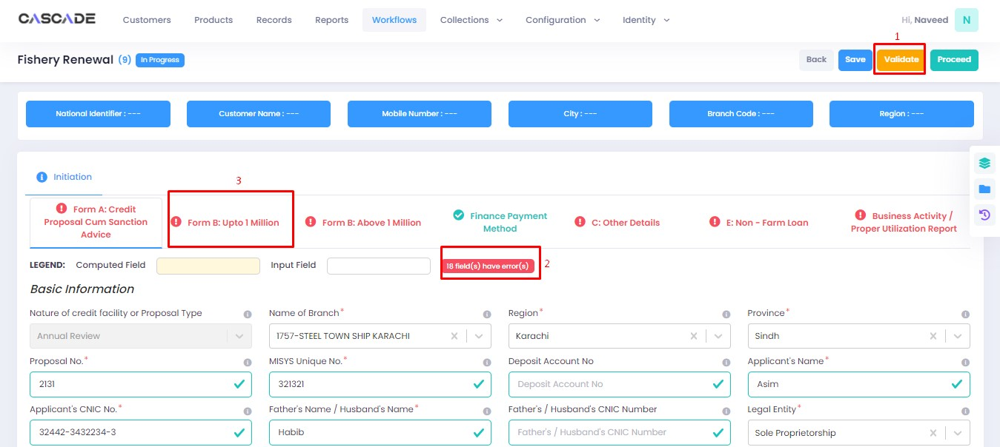 CASCADE Customers Products Records Reports Workflows Collections Configuration Identity Hi, Naveed N
1
Fishery Renewal (9) In Progress Back Save Validate Proceed
National Identifier : --- Customer Name : --- Mobile Number : --- City : --- Branch Code : --- Region : ---
Initiation
3
Form A: Credit
Proposal Cum Sanction
Advice
Form B: Upto 1 Million
Form B: Above 1 Million
Finance Payment
Method
C: Other Details
E: Non - Farm Loan
Business Activity /
Proper Utilization Report
LEGEND: Computed Field Input Field 18 field(s) have error(s) 2
Basic Information
Nature of credit facility or Proposal Type Name of Branch* Region* Province*
Annual Review 1757-STEEL TOWN SHIP KARACHI Karachi Sindh
Proposal No.* MISYS Unique No.* Deposit Account No Applicant's Name*
2131 321321 Deposit Account No Asim
Applicant's CNIC No.* Father's Name / Husband's Name* Father's / Husband's CNIC Number Legal Entity*
32442-3432234-3 Habib Father's / Husband's CNIC Number Sole Proprietorship